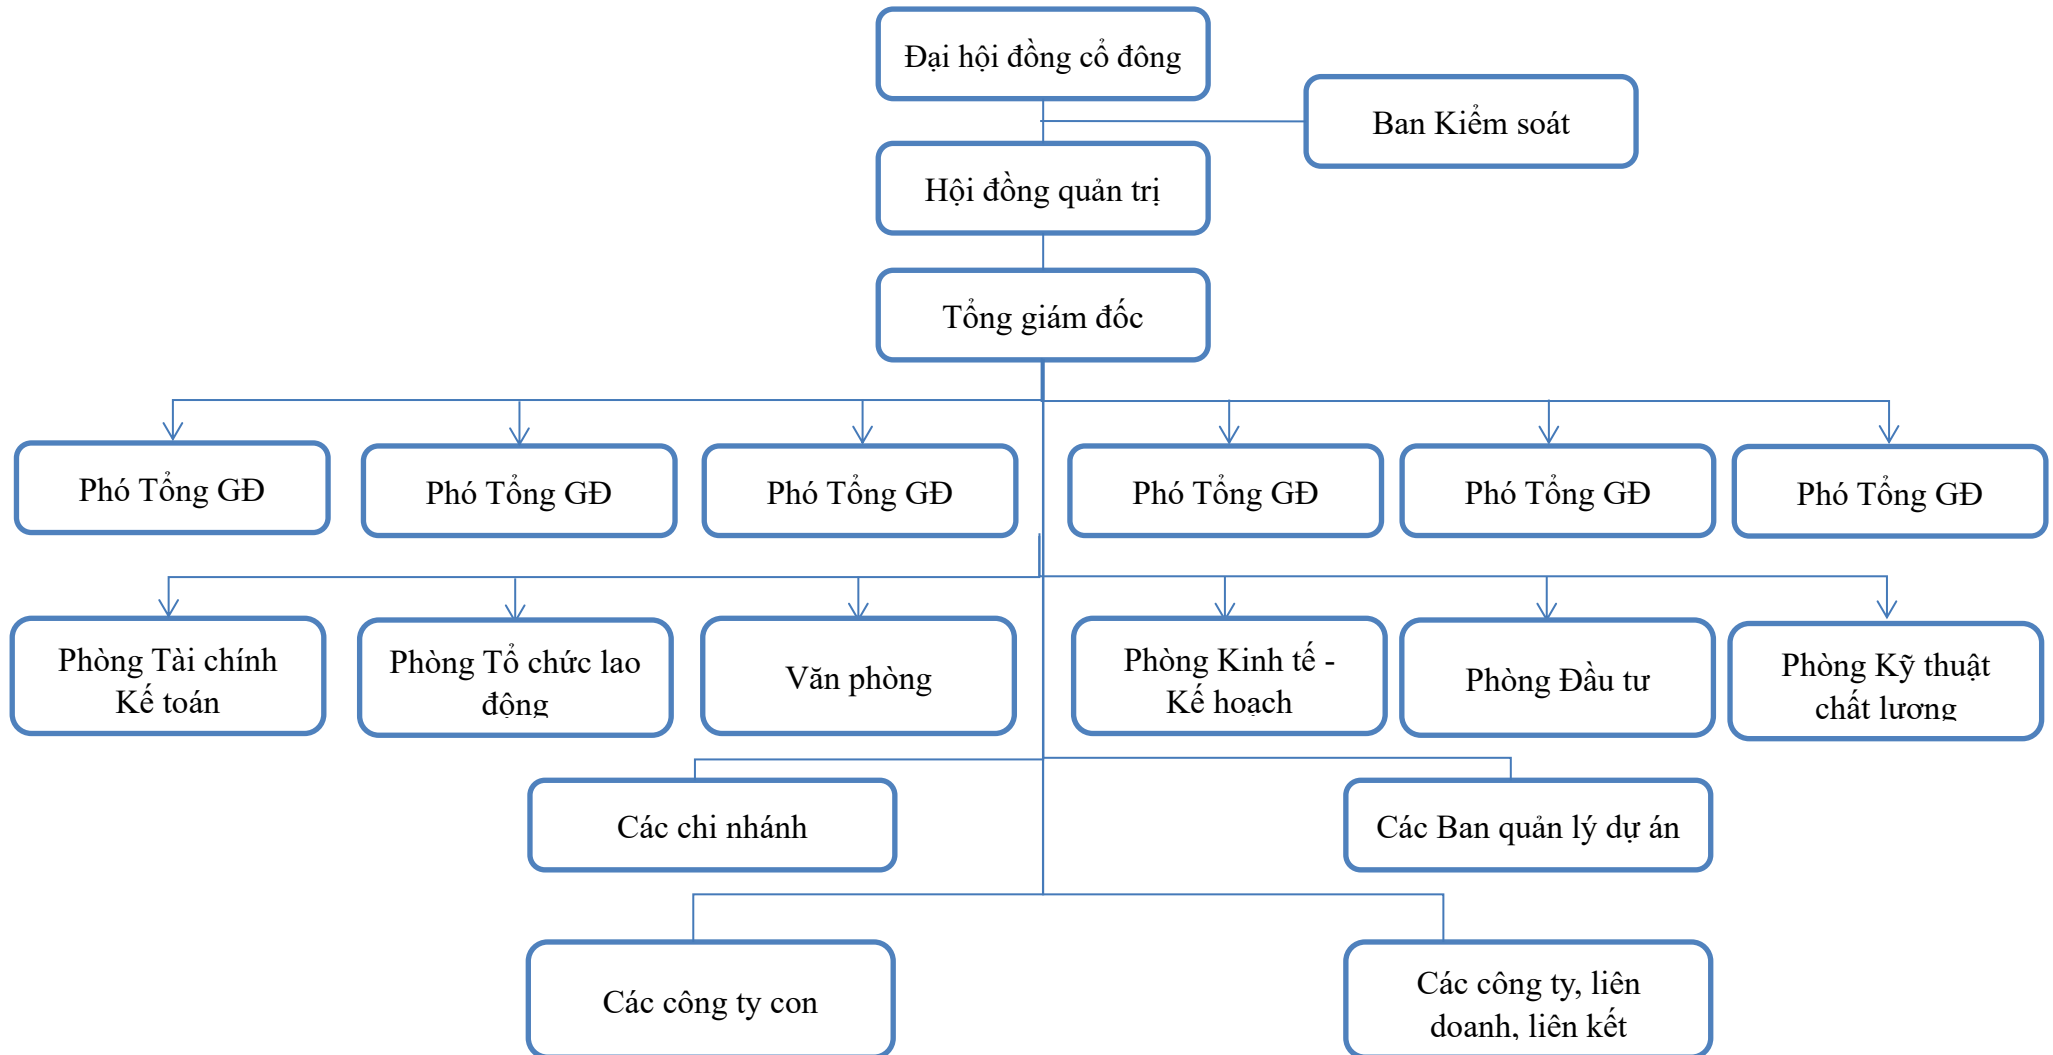 Đại hội đồng cổ đông
Ban Kiểm soát
Hội đồng quản trị
Tổng giám đốc
Phó Tổng GĐ
Phó Tổng GĐ
Phó Tổng GĐ
Phó Tổng GĐ
Phó Tổng GĐ
Phó Tổng GĐ
Phòng Tài chính
Kế toán
Phòng Tổ chức lao
động
Văn phòng
Phòng Kinh tế -
Kế hoạch
Phòng Đầu tư
Phòng Kỹ thuật
chất lượng
Các chi nhánh
Các Ban quản lý dự án
Các công ty con
Các công ty, liên
doanh, liên kết